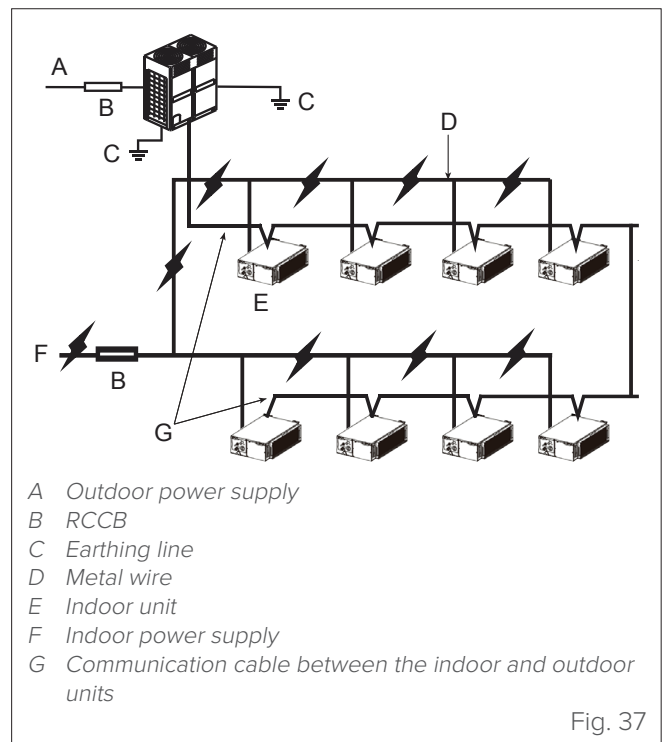 A
B
C
C
D
E
F
B
G
A Outdoor power supply
B RCCB
C Earthing line
D Metal wire
E Indoor unit
F Indoor power supply
G Communication cable between the indoor and outdoor
units
Fig. 37